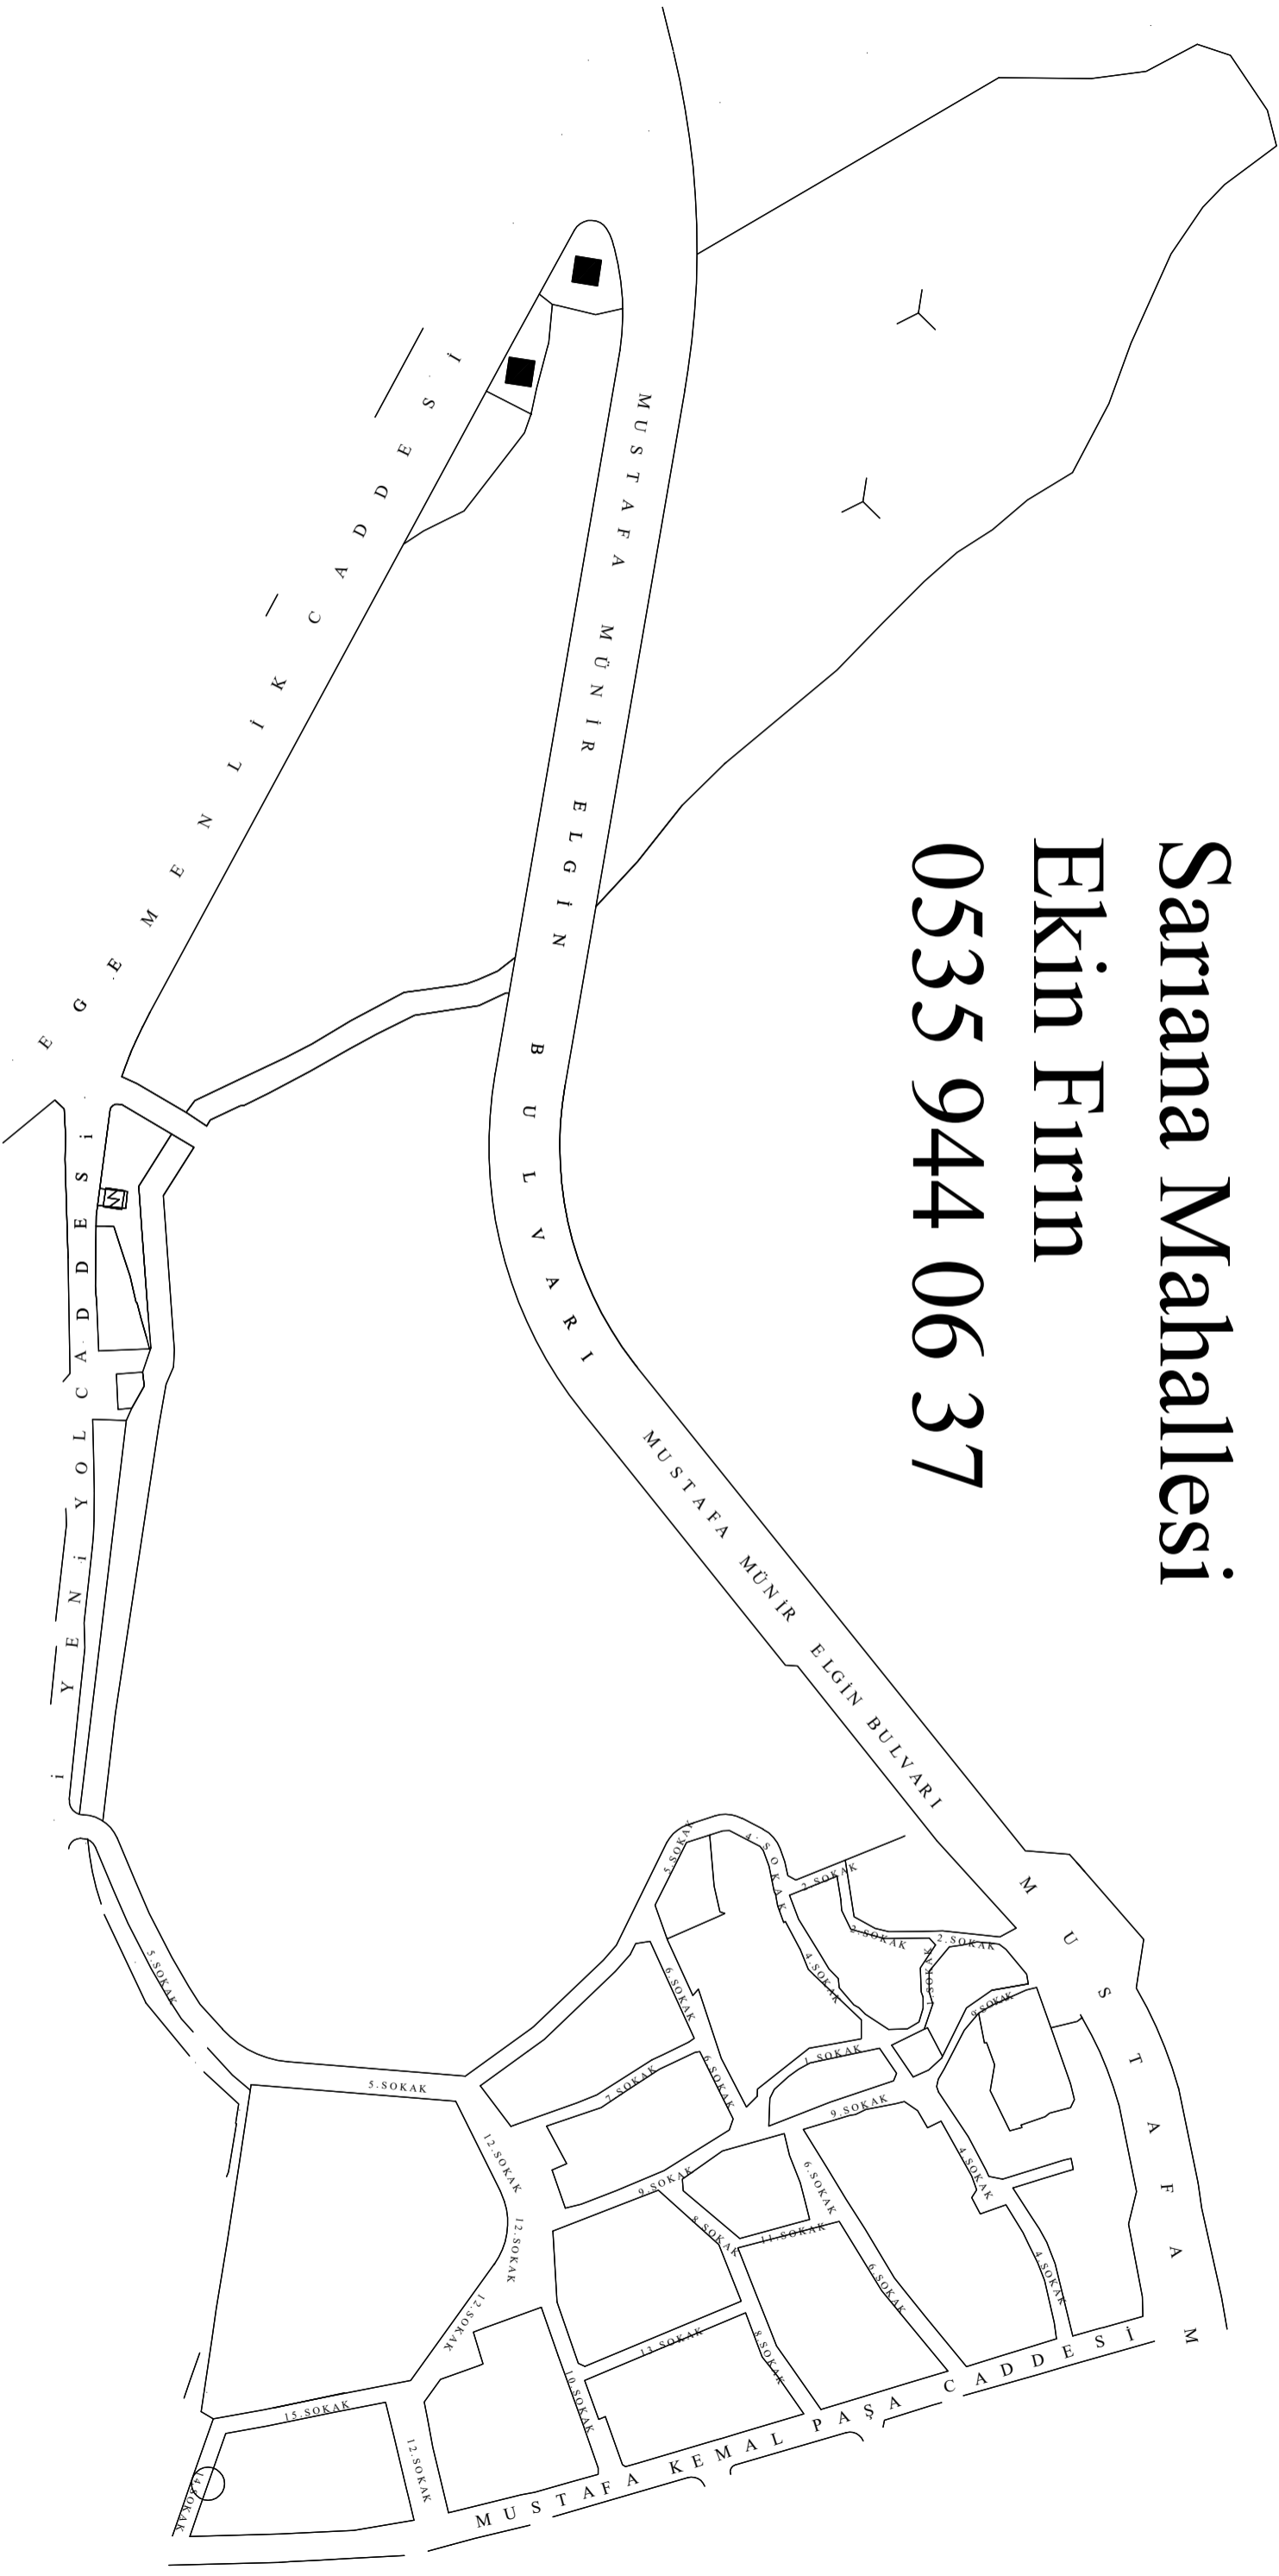 Sarıana Mahallesi
Ekin Fırın
0535 944 06 37
MUSTAFA MÜNİR ELGİN BULVARI
MUSTAFA MÜNİR ELGİN BULVARI
EGEMENLİK CADDESİ
YENİ YOL CADDESİ
İ
MUSTAFA M
5.SOKAK
4.SOKAK
2.SOKAK
2.SOKAK
2.SOKAK
1.SOKAK
5.SOKAK
6.SOKAK
4.SOKAK
9.SOKAK
1.SOKAK
5.SOKAK
7.SOKAK
6.SOKAK
9.SOKAK
12.SOKAK
9.SOKAK
6.SOKAK
4.SOKAK
12.SOKAK
8.SOKAK
11.SOKAK
6.SOKAK
4.SOKAK
12.SOKAK
13.SOKAK
8.SOKAK
10.SOKAK
15.SOKAK
12.SOKAK
14.SOKAK
MUSTAFA KEMAL PAŞA CADDESİ